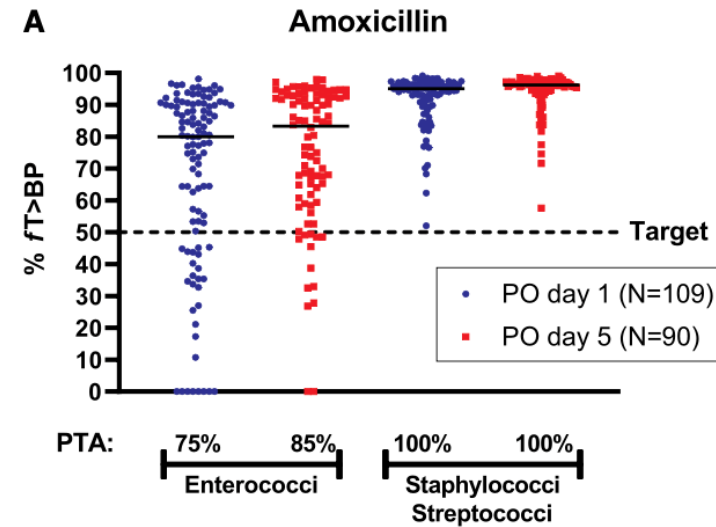 A
Amoxicillin
% fT>BP
100
90
80
70
60
50
40
30
20
10
0
Target
PO day 1 (N=109)
PO day 5 (N=90)
PTA: 75% 85% 100% 100%
Enterococci
Staphylococci
Streptococci